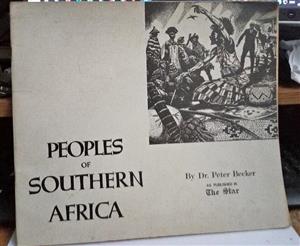 PEOPLES
OF
SOUTHERN
AFRICA
By Dr. Peter Becker
AS PUBLISHED IN
The Star